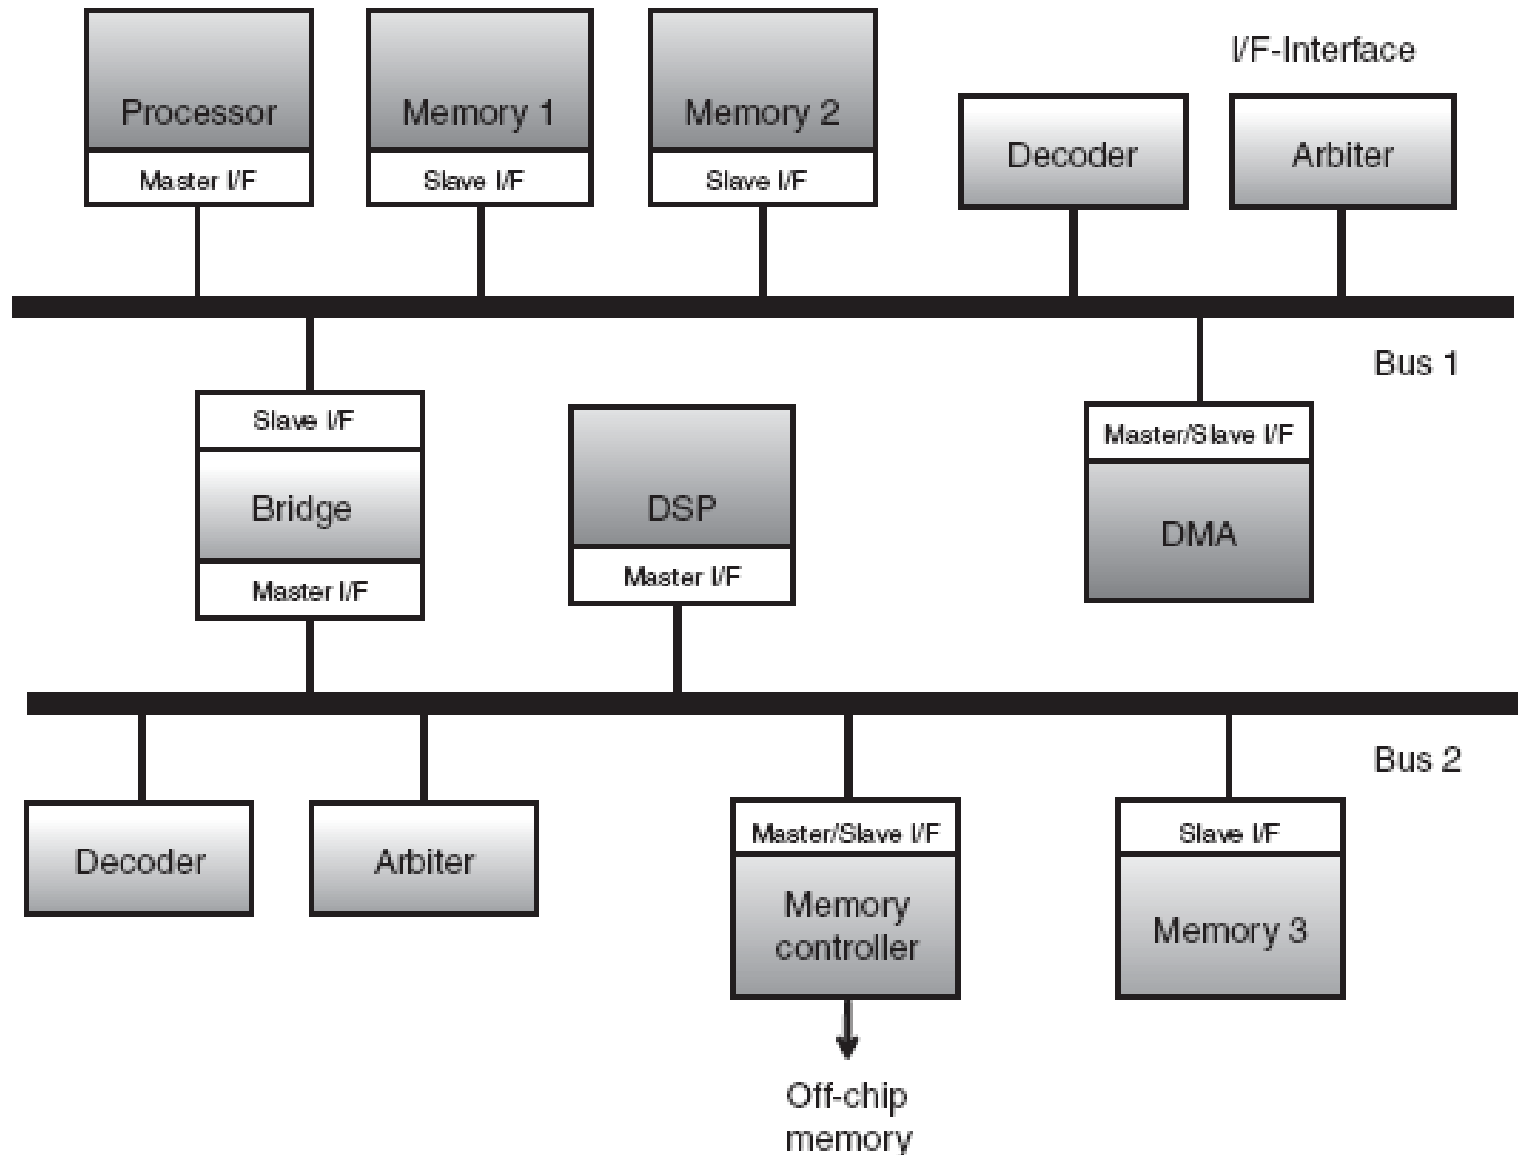 I/F-Interface
Processor
Master I/F
Memory 1
Slave I/F
Memory 2
Slave I/F
Decoder
Arbiter
Bus 1
Slave I/F
Bridge
Master I/F
DSP
Master I/F
Master/Slave I/F
DMA
Bus 2
Decoder
Arbiter
Master/Slave I/F
Memory
controller
Slave I/F
Memory 3
Off-chip
memory